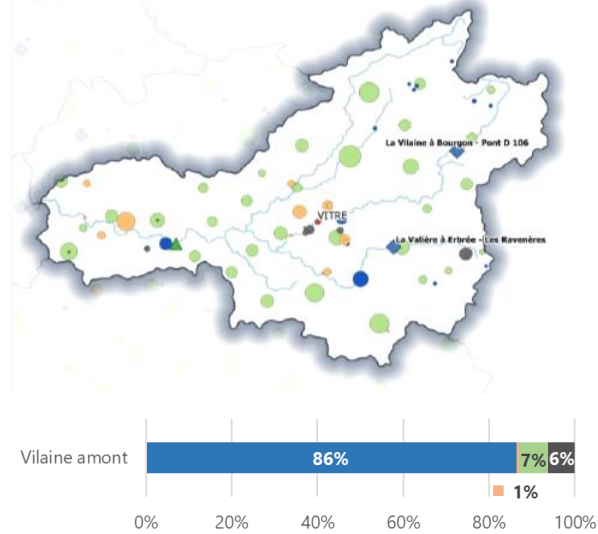 La Vilaine à Bourgon - Pont D 106
VITRE
La Valière à Erbrée - Les Ravenères
Vilaine amont
86%
7%
6%
1%
0%
20%
40%
60%
80%
100%